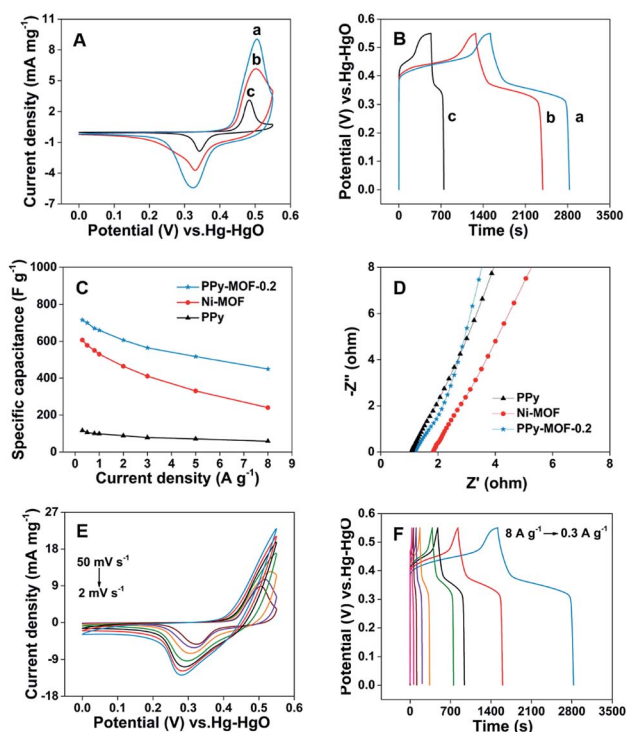 A
a
b
c
11
8
5
2
-1
-4
-7
0.0 0.1 0.2 0.3 0.4 0.5 0.6
Current density (mA mg⁻¹)
Potential (V) vs.Hg-HgO
B
c
b
a
0.6
0.5
0.4
0.3
0.2
0.1
0.0
0 700 1400 2100 2800 3500
Potential (V) vs.Hg-HgO
Time (s)
C
PPy-MOF-0.2
Ni-MOF
PPy
1000
800
600
400
200
0
0 1 2 3 4 5 6 7 8 9
Specific capacitance (F g⁻¹)
Current density (A g⁻¹)
D
PPy
Ni-MOF
PPy-MOF-0.2
8
6
4
2
0
0 2 4 6 8
-Z'' (ohm)
Z' (ohm)
E
50 mV s⁻¹
2 mV s⁻¹
27
18
9
0
-9
-18
0.0 0.1 0.2 0.3 0.4 0.5 0.6
Current density (mA mg⁻¹)
Potential (V) vs.Hg-HgO
F
8 A g⁻¹ → 0.3 A g⁻¹
0.6
0.5
0.4
0.3
0.2
0.1
0.0
0 700 1400 2100 2800 3500
Potential (V) vs.Hg-HgO
Time (s)